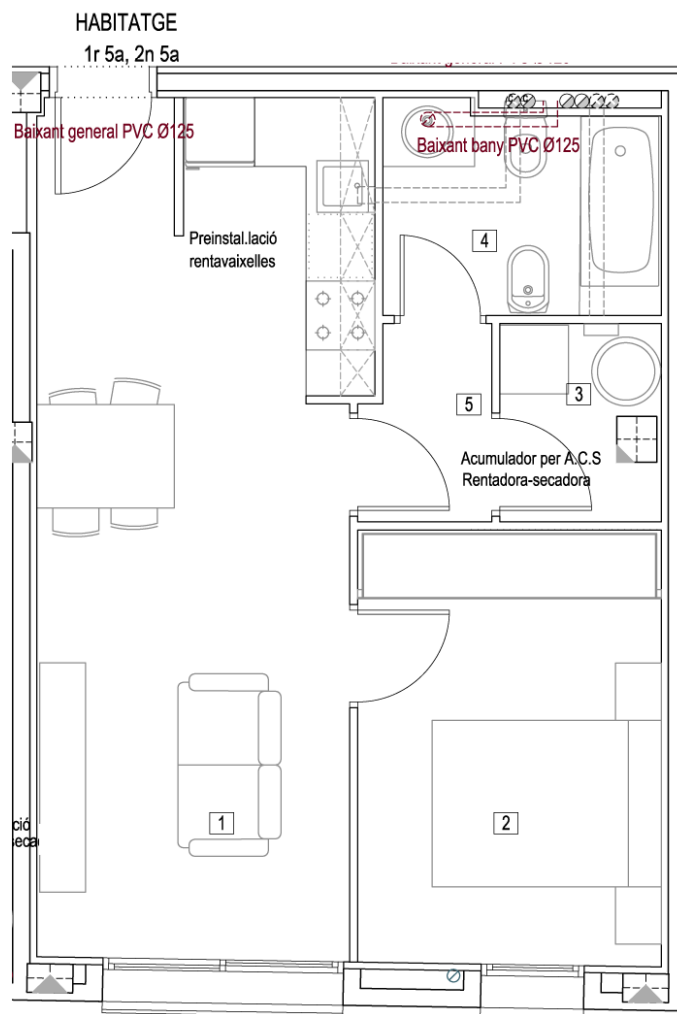 HABITATGE
1r 5a, 2n 5a
Baixant general PVC Ø125
Baixant bany PVC Ø125
Preinstal.lació
rentavaixelles
4
3
5
Acumulador per A.C.S
Rentadora-secadora
1
2
ció